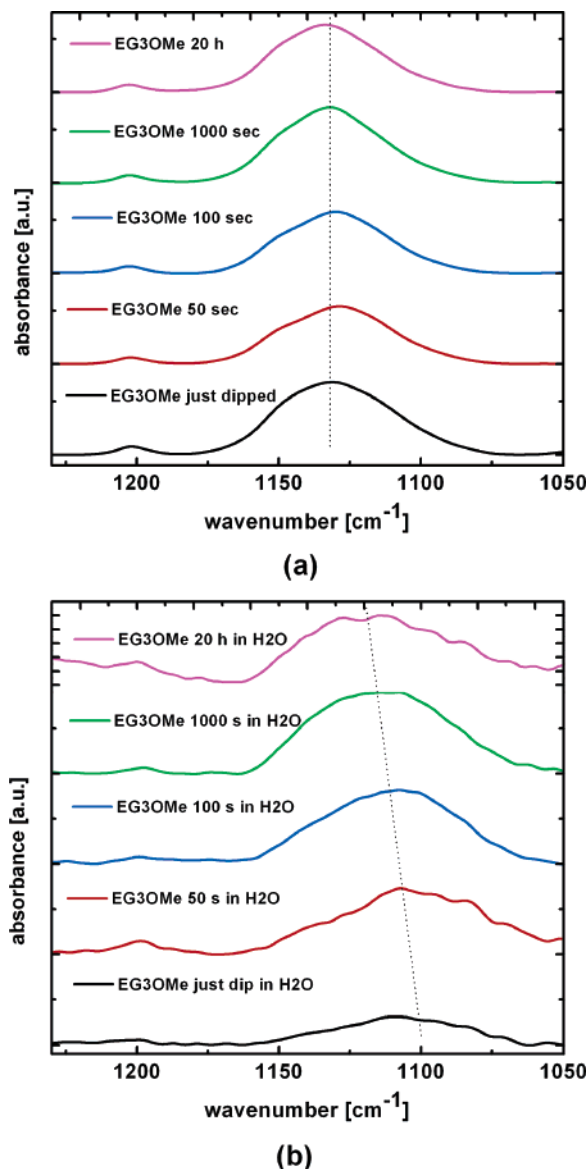 EG3OMe 20 h
EG3OMe 1000 sec
EG3OMe 100 sec
EG3OMe 50 sec
EG3OMe just dipped
absorbance [a.u.]
1200 1150 1100 1050
wavenumber [cm⁻¹]
(a)
EG3OMe 20 h in H2O
EG3OMe 1000 s in H2O
EG3OMe 100 s in H2O
EG3OMe 50 s in H2O
EG3OMe just dip in H2O
absorbance [a.u.]
1200 1150 1100 1050
wavenumber [cm⁻¹]
(b)